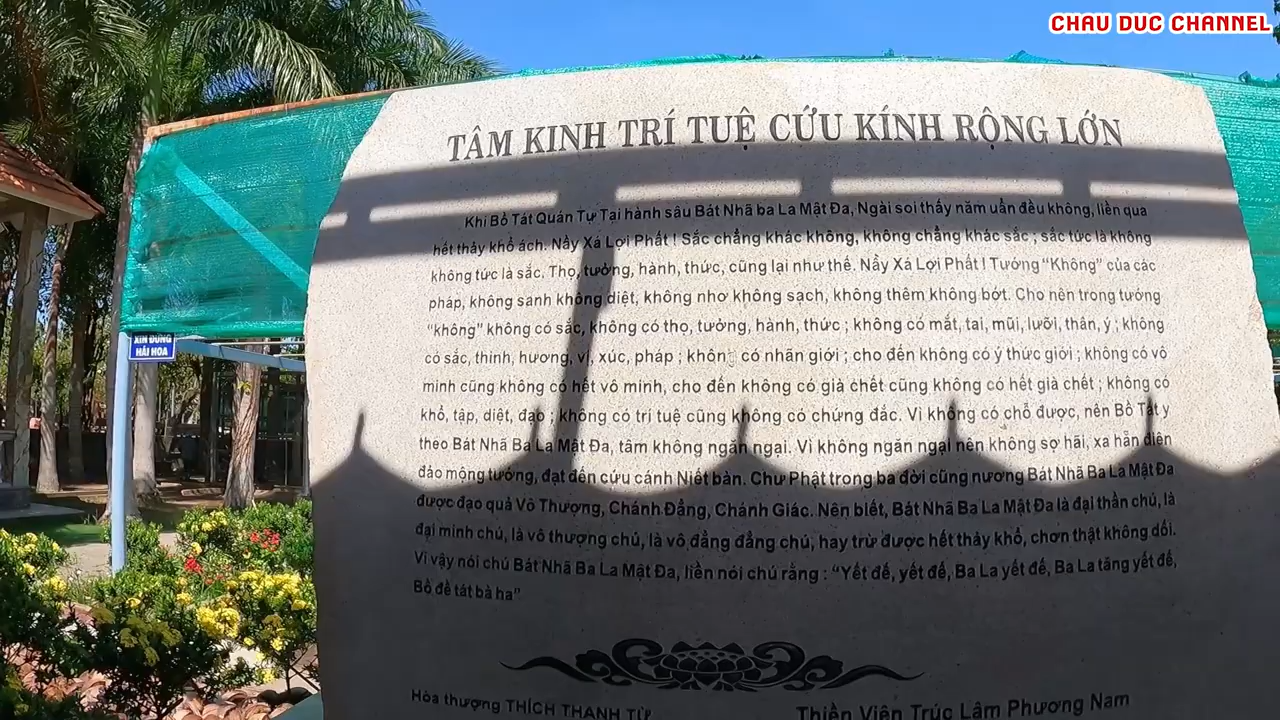 CHAU DUC CHANNEL
TÂM KINH TRÍ TUỆ CỨU KÍNH RỘNG LỚN
Khi Bồ Tát Quán Tự Tại hành sâu Bát Nhã ba La Mật Đa, Ngài soi thấy năm uẩn đều không, liền qua
hết thảy khổ ách. Nầy Xá Lợi Phất ! Sắc chẳng khác không, không chẳng khác sắc ; sắc tức là không
không tức là sắc. Thọ, tưởng, hành, thức, cũng lại như thế. Nầy Xá Lợi Phất ! Tướng “Không” của các
pháp, không sanh không diệt, không nhơ không sạch, không thêm không bớt. Cho nên trong tướng
“không” không có sắc, không có thọ, tưởng, hành, thức ; không có mắt, tai, mũi, lưỡi, thân, ý ; không
có sắc, thinh, hương, vị, xúc, pháp ; không có nhãn giới ; cho đến không có ý thức giới ; không có vô
minh cũng không có hết vô minh, cho đến không có già chết cũng không có hết già chết ; không có
khổ, tập, diệt, đạo ; không có trí tuệ cũng không có chứng đắc. Vì không có chỗ được, nên Bồ Tát y
theo Bát Nhã Ba La Mật Đa, tâm không ngăn ngại. Vì không ngăn ngại nên không sợ hãi, xa hẳn điên
đảo mộng tưởng, đạt đến cứu cánh Niết bàn. Chư Phật trong ba đời cũng nương Bát Nhã Ba La Mật Đa
được đạo quả Vô Thượng, Chánh Đẳng, Chánh Giác. Nên biết, Bát Nhã Ba La Mật Đa là đại thần chú, là
đại minh chú, là vô thượng chú, là vô đẳng đẳng chú, hay trừ được hết thảy khổ, chơn thật không dối.
Vì vậy nói chú Bát Nhã Ba La Mật Đa, liền nói chú rằng : “Yết đế, yết đế, Ba La yết đế, Ba La tăng yết đế,
Bồ đề tát bà ha”
Hòa thượng THÍCH THANH TỪ
Thiền Viện Trúc Lâm Phương Nam
XIN ĐỪNG
HÁI HOA